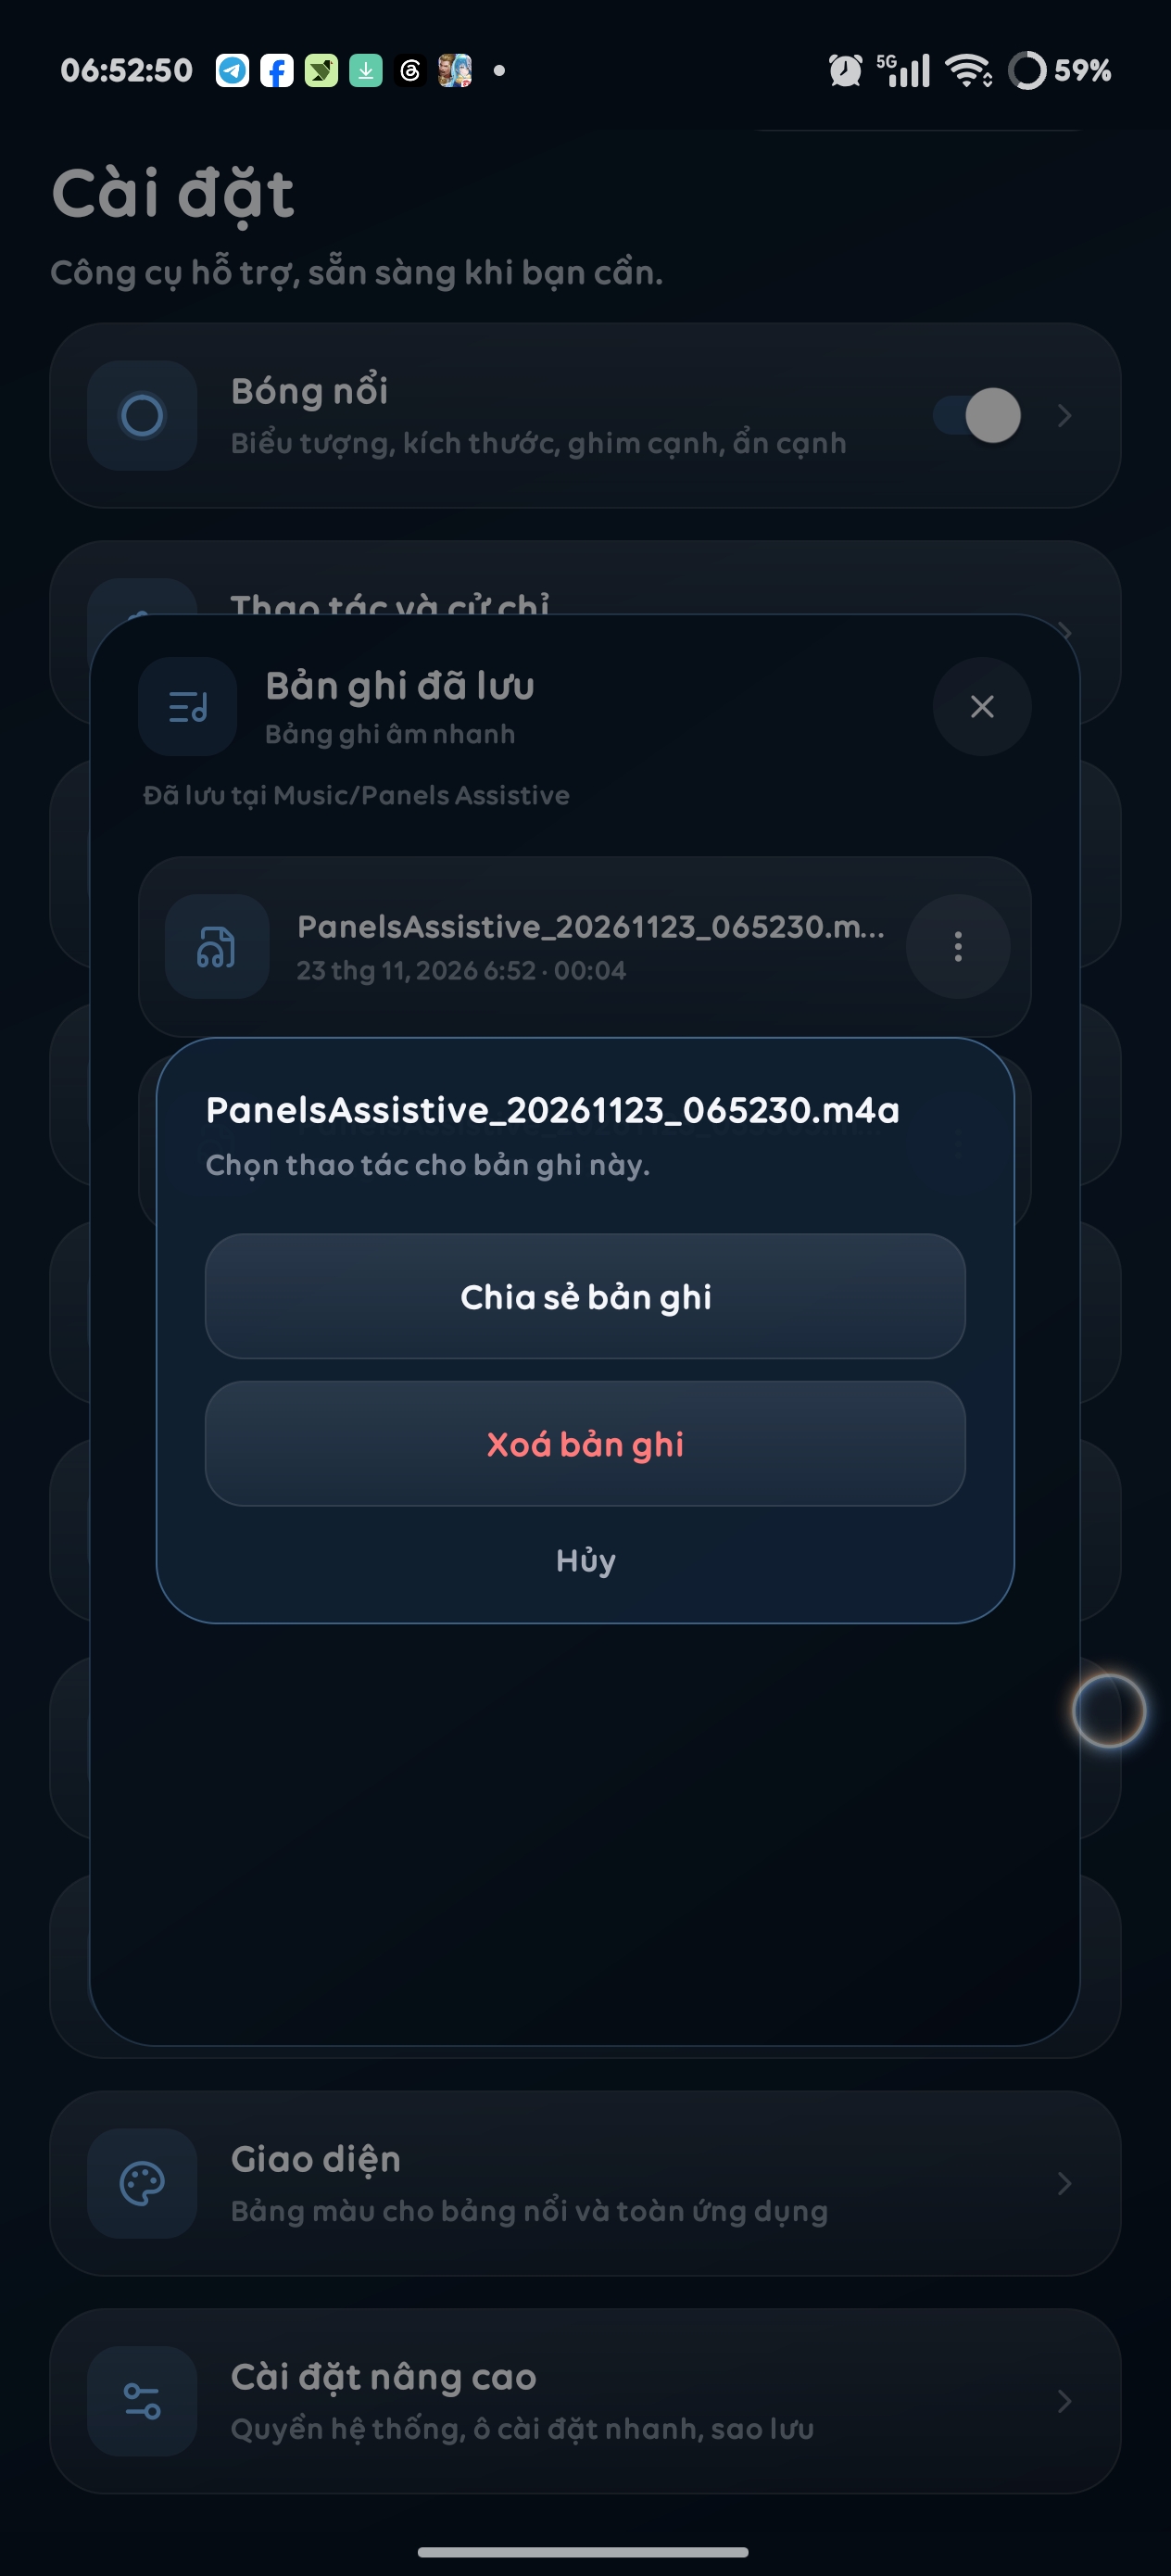 06:52:50
5G
59%
Cài đặt
Công cụ hỗ trợ, sẵn sàng khi bạn cần.
Bóng nổi
Biểu tượng, kích thước, ghim cạnh, ẩn cạnh
Thao tác và cử chỉ
Bản ghi đã lưu
Bảng ghi âm nhanh
Đã lưu tại Music/Panels Assistive
PanelsAssistive_20261123_065230.m...
23 thg 11, 2026 6:52 · 00:04
PanelsAssistive_20261123_065230.m4a
Chọn thao tác cho bản ghi này.
Chia sẻ bản ghi
Xoá bản ghi
Hủy
Giao diện
Bảng màu cho bảng nổi và toàn ứng dụng
Cài đặt nâng cao
Quyền hệ thống, ô cài đặt nhanh, sao lưu